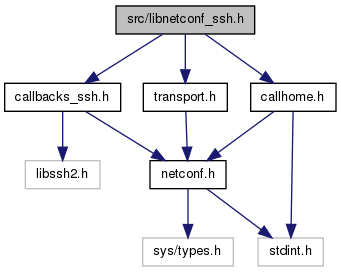 src/libnetconf_ssh.h
callbacks_ssh.h
transport.h
callhome.h
libssh2.h
netconf.h
sys/types.h
stdint.h